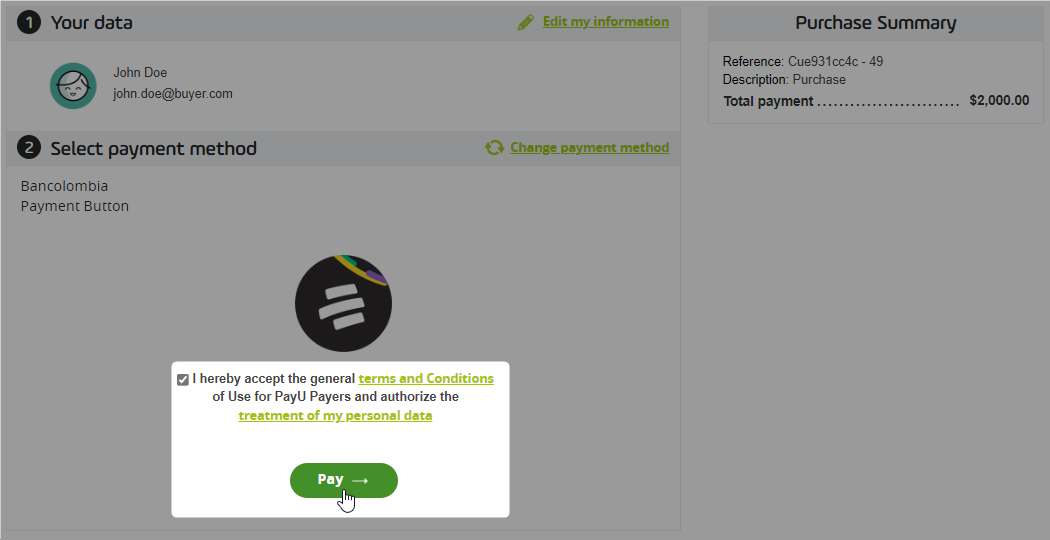 1 Your data
Edit my information
John Doe
john.doe@buyer.com
2 Select payment method
Change payment method
Bancolombia
Payment Button
I hereby accept the general terms and Conditions
of Use for PayU Payers and authorize the
treatment of my personal data
Pay →
Purchase Summary
Reference: Cue931cc4c - 49
Description: Purchase
Total payment .......................... $2,000.00